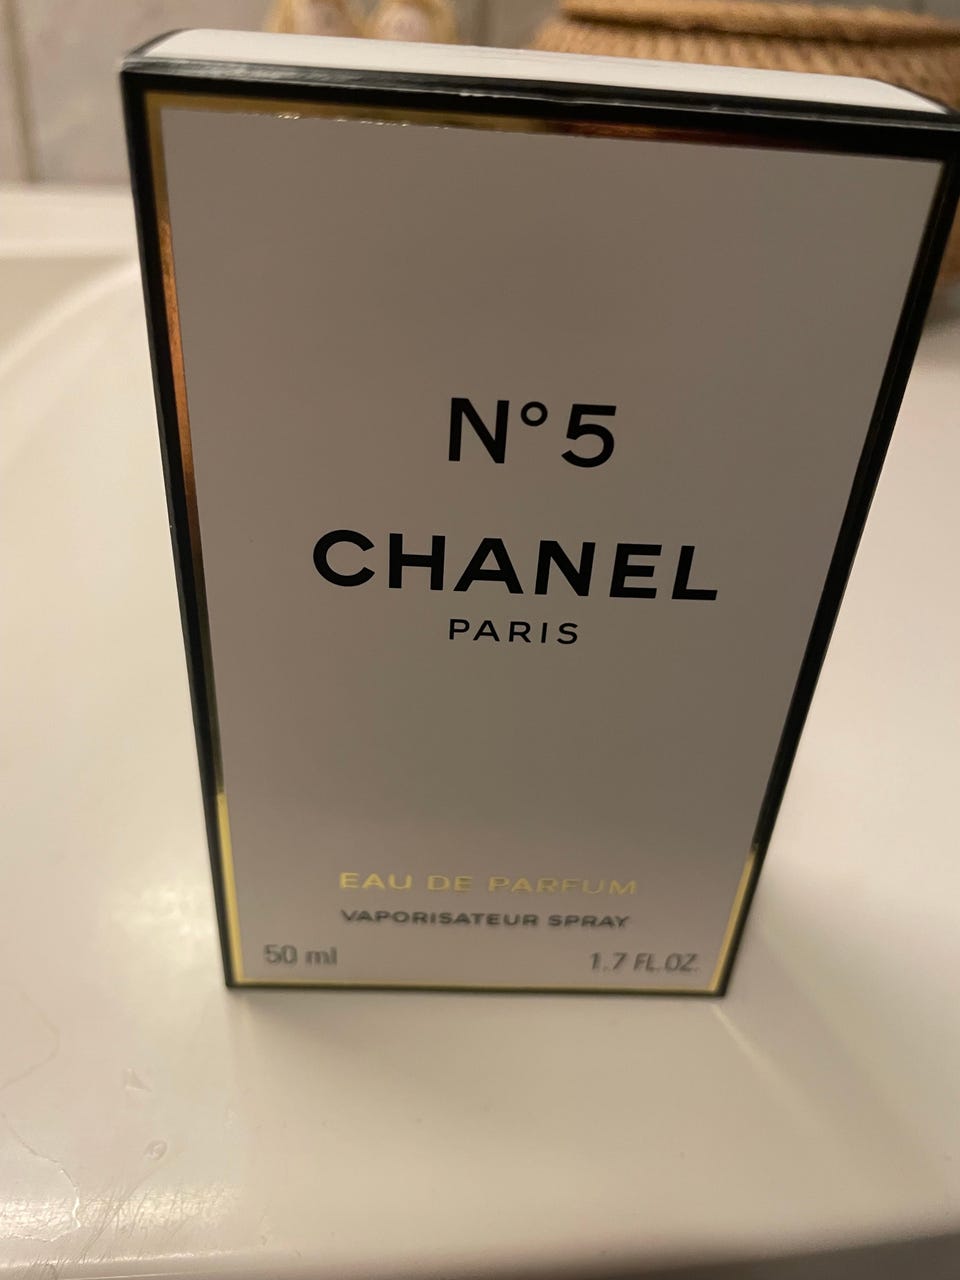 N°5
CHANEL
PARIS
EAU DE PARFUM
VAPORISATEUR SPRAY
50 ml 1.7 FL.OZ.